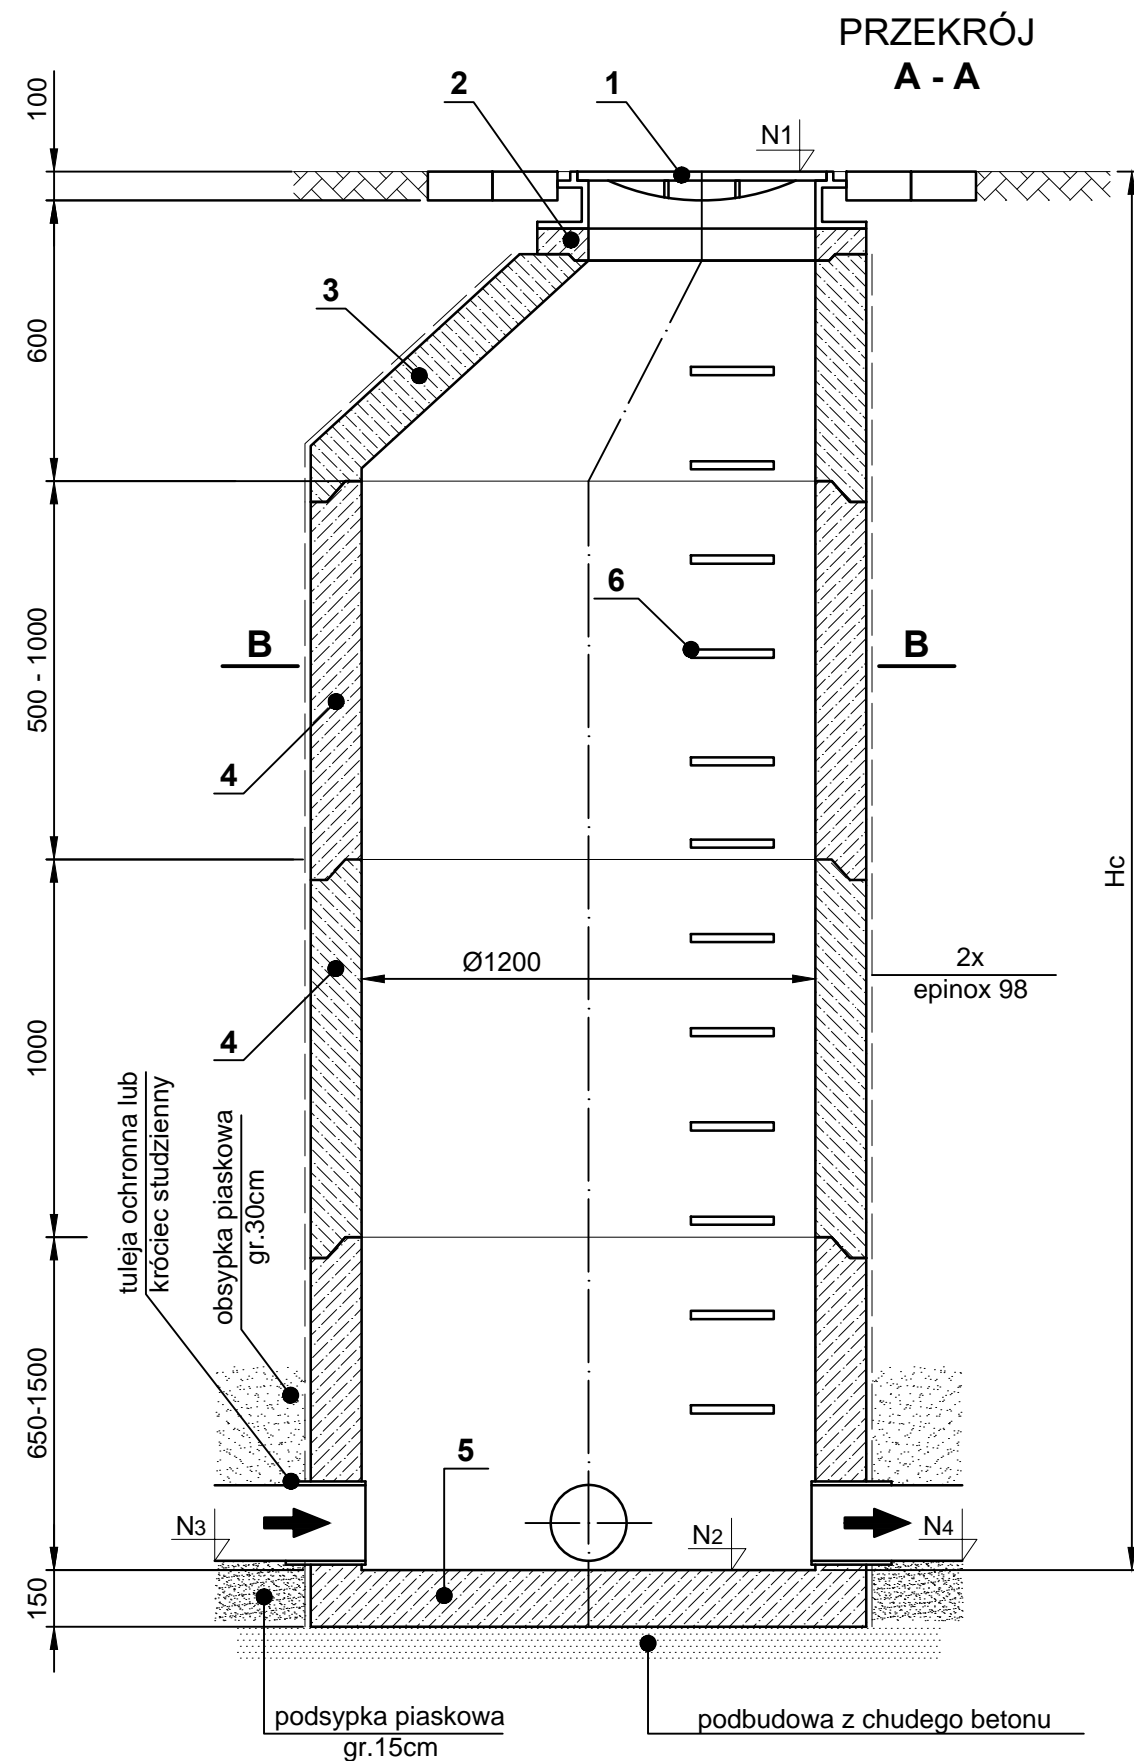 PRZEKRÓJ
A - A
100
2
1
N1
3
600
6
B
B
500 - 1000
4
Hc
Ø1200
2x
epinox 98
1000
4
tuleja ochronna lub
króciec studzienny
obsypka piaskowa
gr.30cm
650-1500
5
N3
N2
N4
150
podsypka piaskowa
gr.15cm
podbudowa z chudego betonu